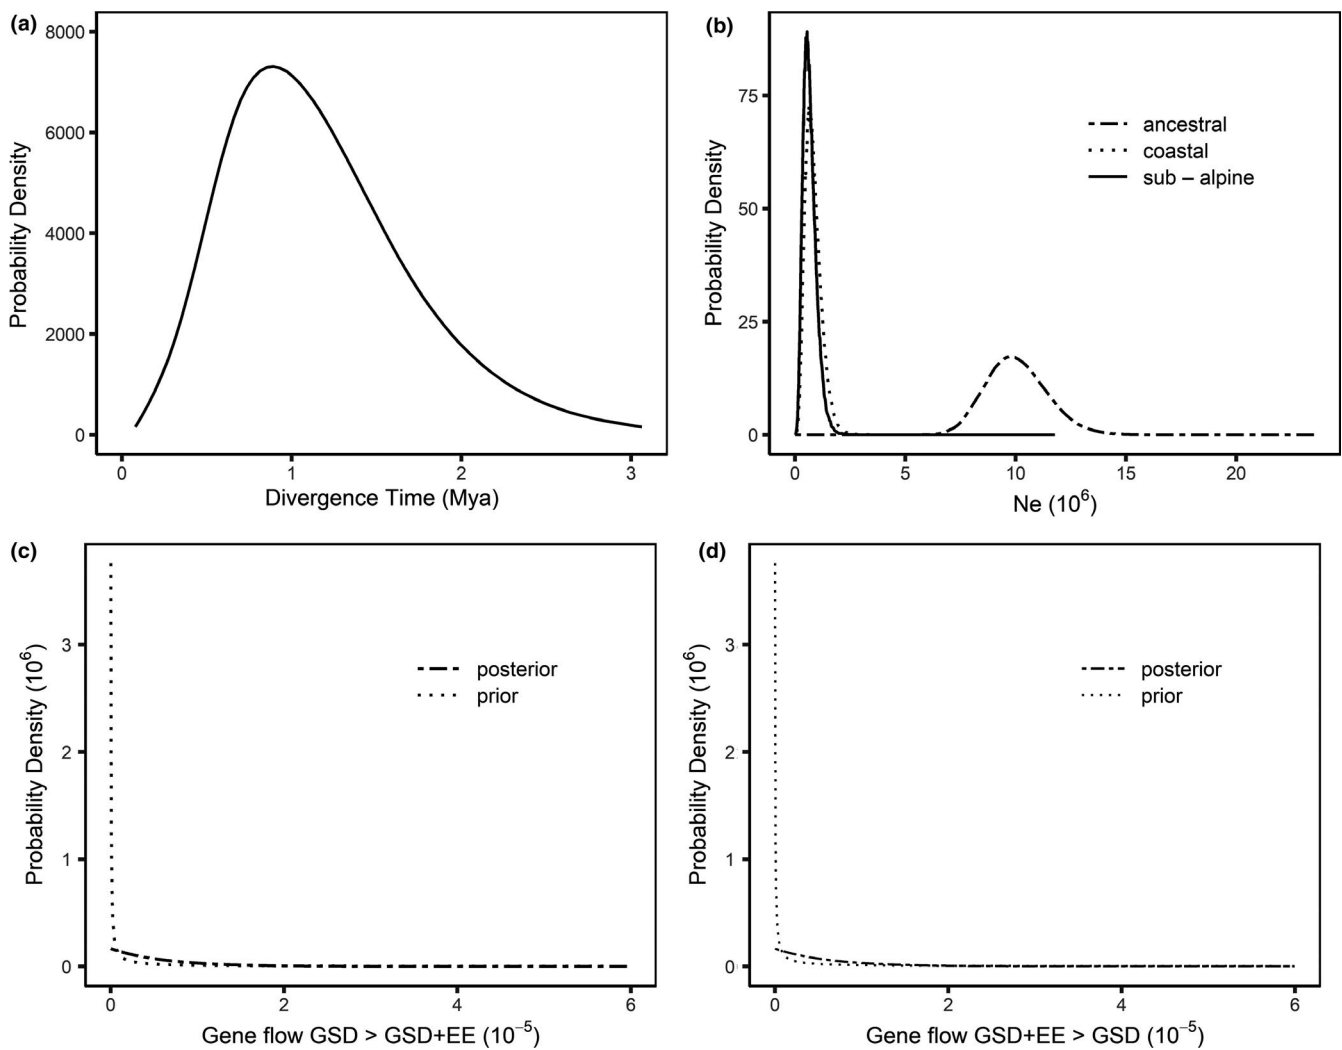 (a)
8000
6000
4000
2000
0
Probability Density
0 1 2 3
Divergence Time (Mya)
(b)
75
50
25
0
Probability Density
ancestral
coastal
sub – alpine
0 5 10 15 20
Ne (10⁶)
(c)
3
2
1
0
Probability Density (10⁶)
posterior
prior
0 2 4 6
Gene flow GSD > GSD+EE (10⁻⁵)
(d)
3
2
1
0
Probability Density (10⁶)
posterior
prior
0 2 4 6
Gene flow GSD+EE > GSD (10⁻⁵)